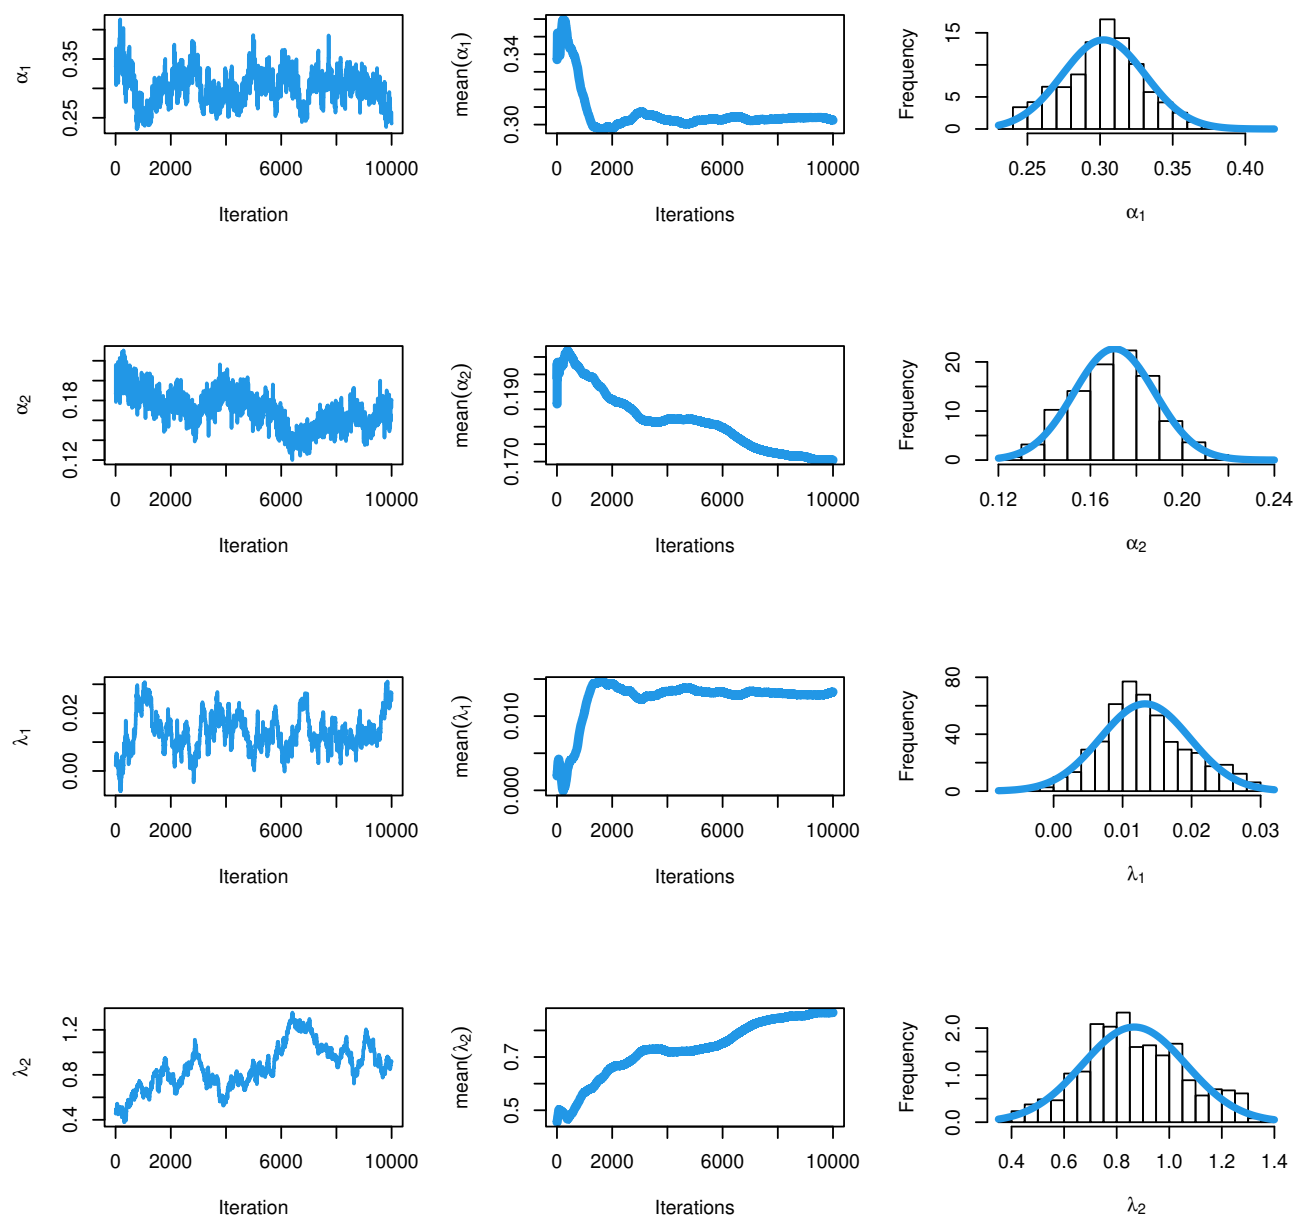 α1
0.25 0.35
0 2000 6000 10000
Iteration
mean(α1)
0.30 0.34
0 2000 6000 10000
Iterations
Frequency
0 5 15
0.25 0.30 0.35 0.40
α1
α2
0.12 0.18
0 2000 6000 10000
Iteration
mean(α2)
0.170 0.190
0 2000 6000 10000
Iterations
Frequency
0 10 20
0.12 0.16 0.20 0.24
α2
λ1
0.00 0.02
0 2000 6000 10000
Iteration
mean(λ1)
0.000 0.010
0 2000 6000 10000
Iterations
Frequency
0 40 80
0.00 0.01 0.02 0.03
λ1
λ2
0.4 0.8 1.2
0 2000 6000 10000
Iteration
mean(λ2)
0.5 0.7
0 2000 6000 10000
Iterations
Frequency
0.0 1.0 2.0
0.4 0.6 0.8 1.0 1.2 1.4
λ2